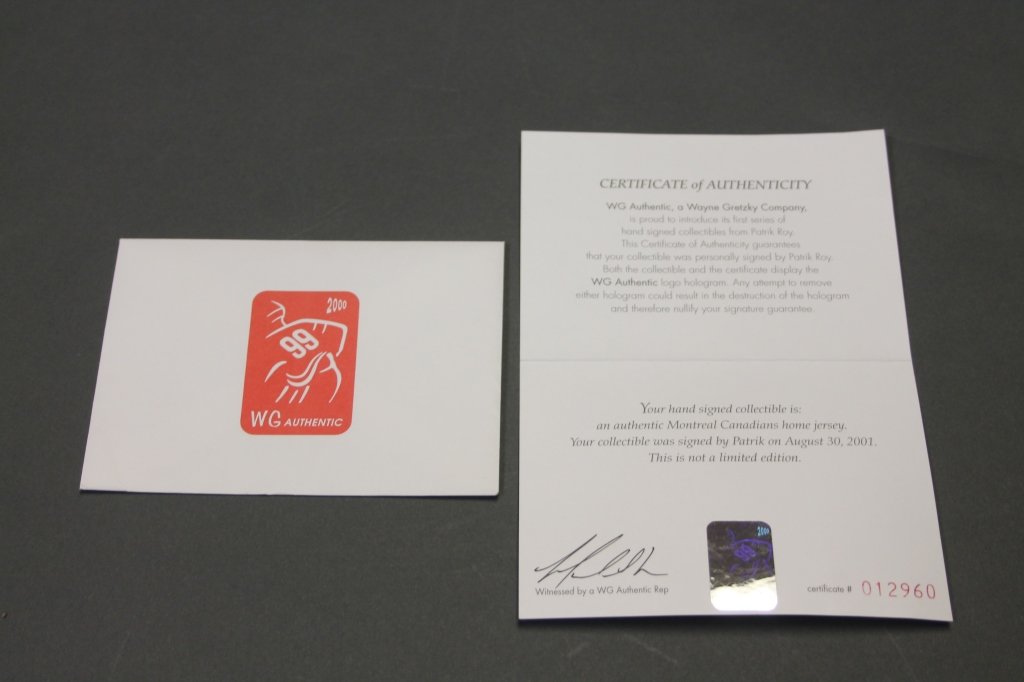 2000
99
WG AUTHENTIC
CERTIFICATE of AUTHENTICITY
WG Authentic, a Wayne Gretzky Company,
is proud to introduce its first series of
hand signed collectibles from Patrik Roy.
This Certificate of Authenticity guarantees
that your collectible was personally signed by Patrik Roy.
Both the collectible and the certificate display the
WG Authentic logo hologram. Any attempt to remove
either hologram could result in the destruction of the hologram
and therefore nullify your signature guarantee.
Your hand signed collectible is:
an authentic Montreal Canadians home jersey.
Your collectible was signed by Patrik on August 30, 2001.
This is not a limited edition.
2000
99
Witnessed by a WG Authentic Rep
certificate # 012960